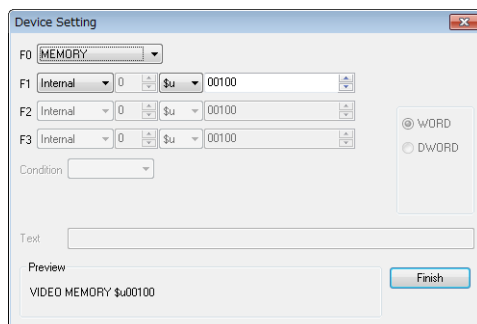 Device Setting
F0 MEMORY
F1 Internal 0 $u 00100
F2 Internal 0 $u 00100
F3 Internal 0 $u 00100
WORD
DWORD
Condition
Text
Preview
VIDEO MEMORY $u00100
Finish